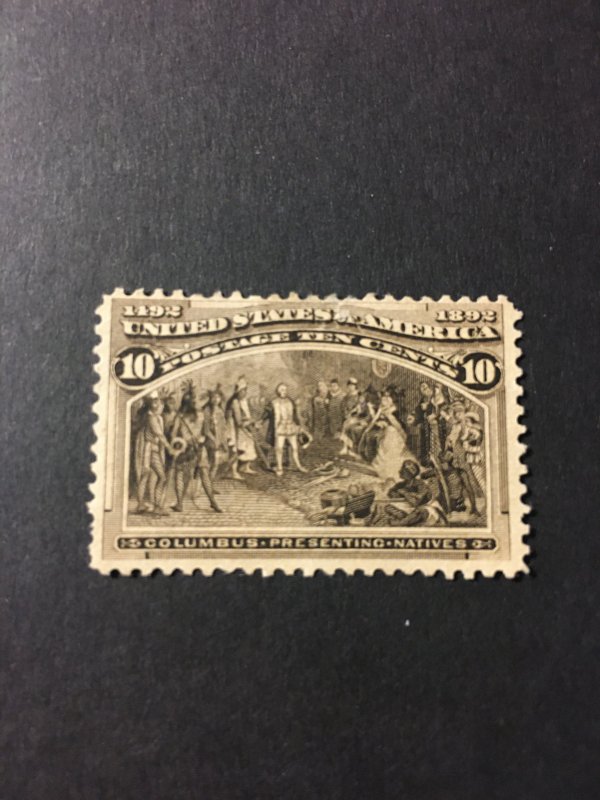 1492 1892
UNITED STATES OF AMERICA
10 POSTAGE TEN CENTS 10
COLUMBUS · PRESENTING · NATIVES